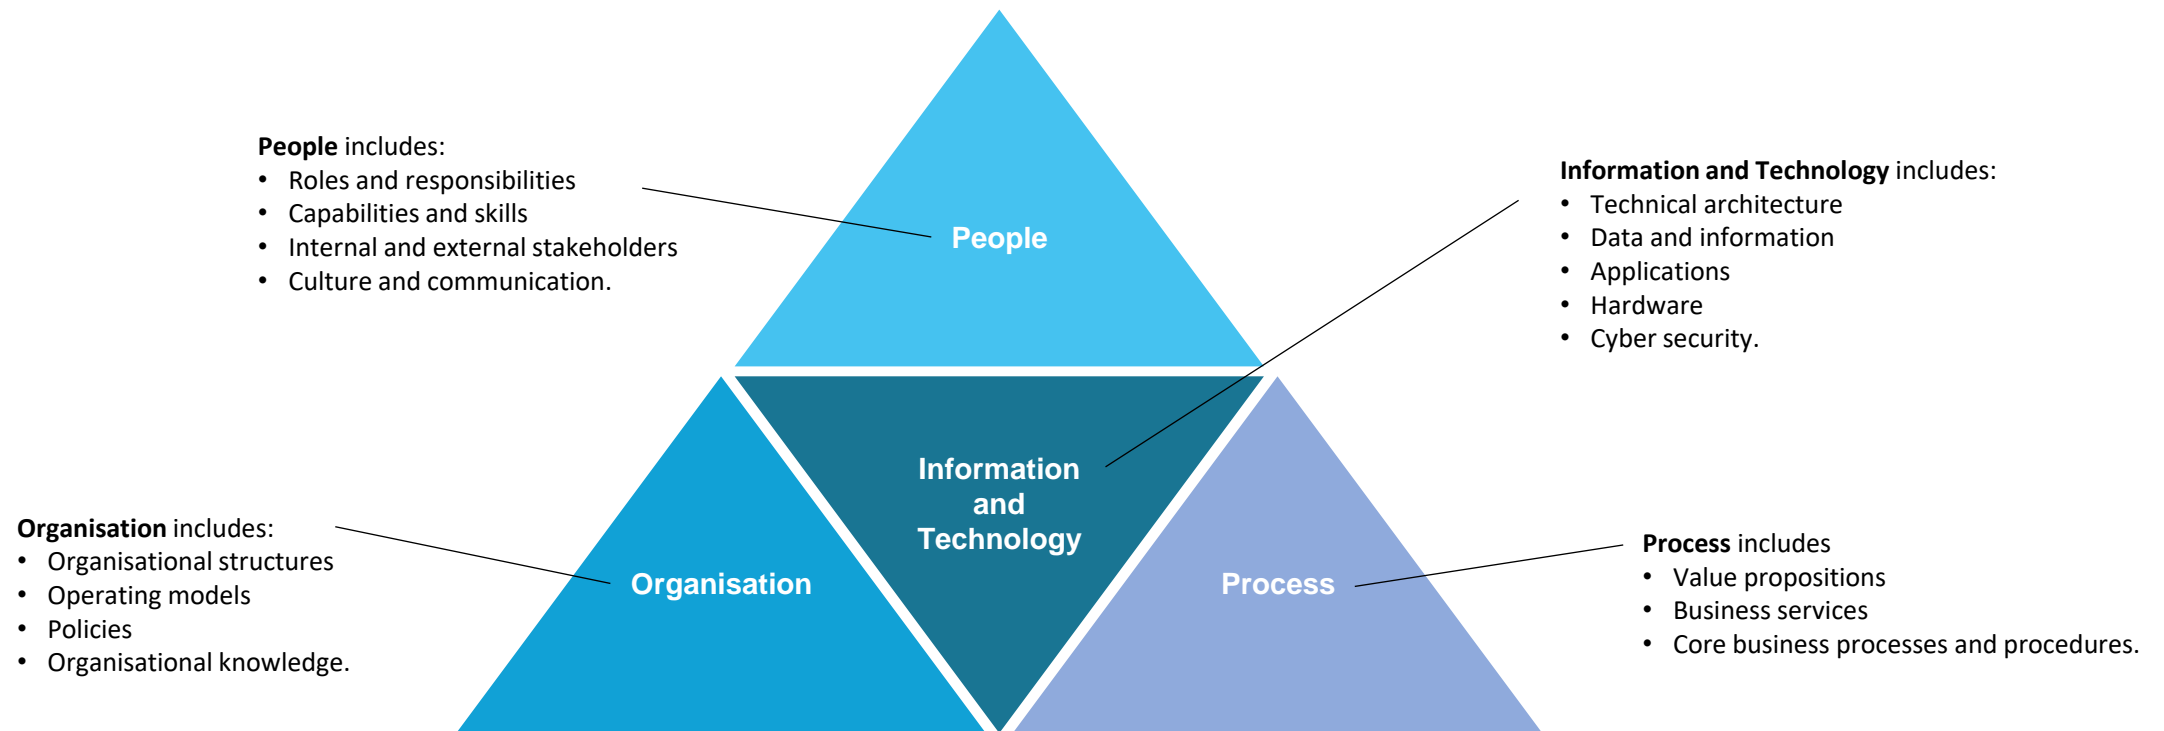 People includes:
• Roles and responsibilities
• Capabilities and skills
• Internal and external stakeholders
• Culture and communication.
People
Information and Technology includes:
• Technical architecture
• Data and information
• Applications
• Hardware
• Cyber security.
Information
and
Technology
Organisation includes:
• Organisational structures
• Operating models
• Policies
• Organisational knowledge.
Organisation
Process
Process includes
• Value propositions
• Business services
• Core business processes and procedures.